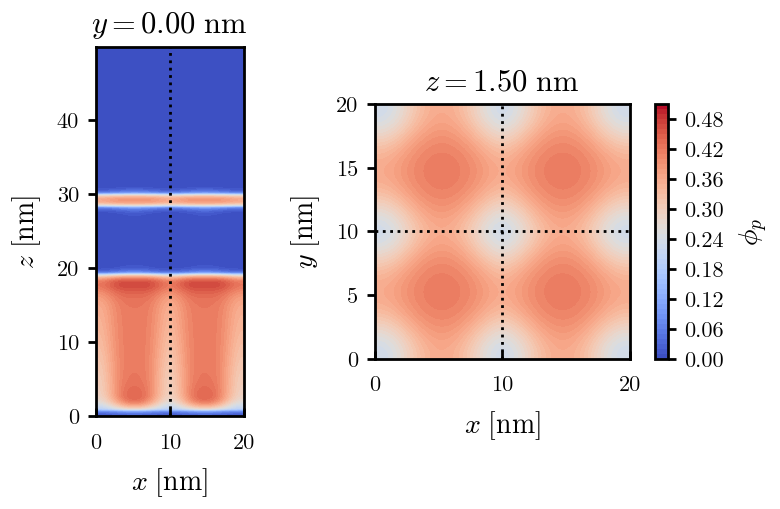 y = 0.00 nm
z [nm]
40
30
20
10
0
0 10 20
x [nm]
z = 1.50 nm
y [nm]
20
15
10
5
0
0 10 20
x [nm]
0.48
0.42
0.36
0.30
0.24
0.18
0.12
0.06
0.00
ϕp